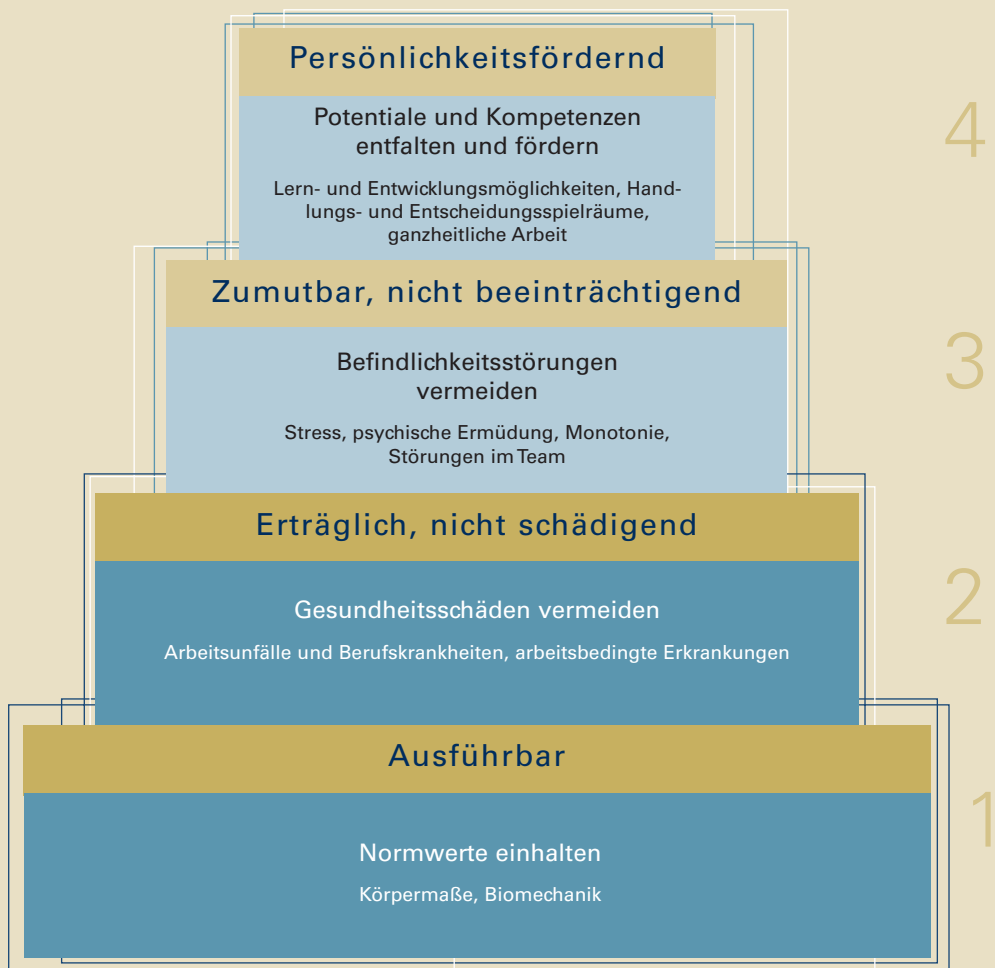 Persönlichkeitsfördernd
Potentiale und Kompetenzen
entfalten und fördern
Lern- und Entwicklungsmöglichkeiten, Hand-
lungs- und Entscheidungsspielräume,
ganzheitliche Arbeit
4
Zumutbar, nicht beeinträchtigend
Befindlichkeitsstörungen
vermeiden
Stress, psychische Ermüdung, Monotonie,
Störungen im Team
3
Erträglich, nicht schädigend
Gesundheitsschäden vermeiden
Arbeitsunfälle und Berufskrankheiten, arbeitsbedingte Erkrankungen
2
Ausführbar
Normwerte einhalten
Körpermaße, Biomechanik
1